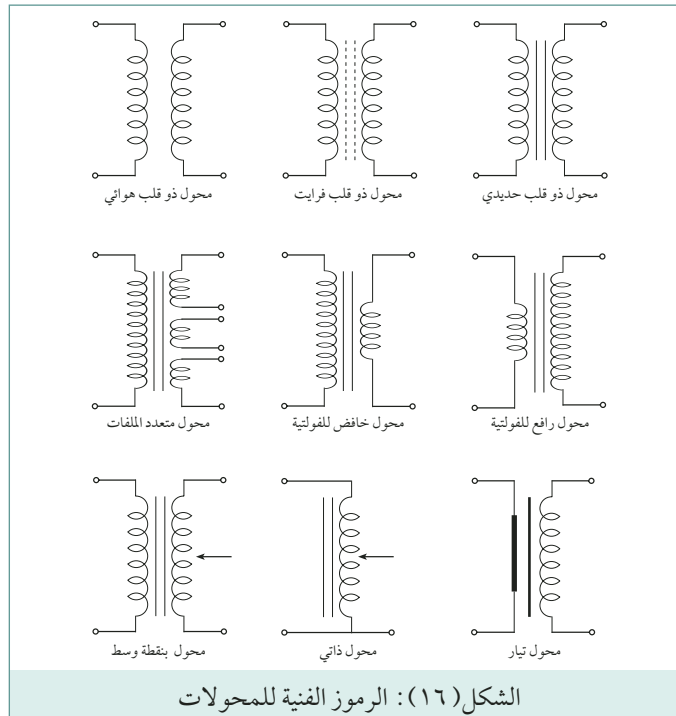 محول ذو قلب حديدي
محول ذو قلب فرايت
محول ذو قلب هوائي
محول رافع للفولتية
محول خافض للفولتية
محول متعدد الملفات
محول تيار
محول ذاتي
محول بنقطة وسط
الشكل(١٦): الرموز الفنية للمحولات